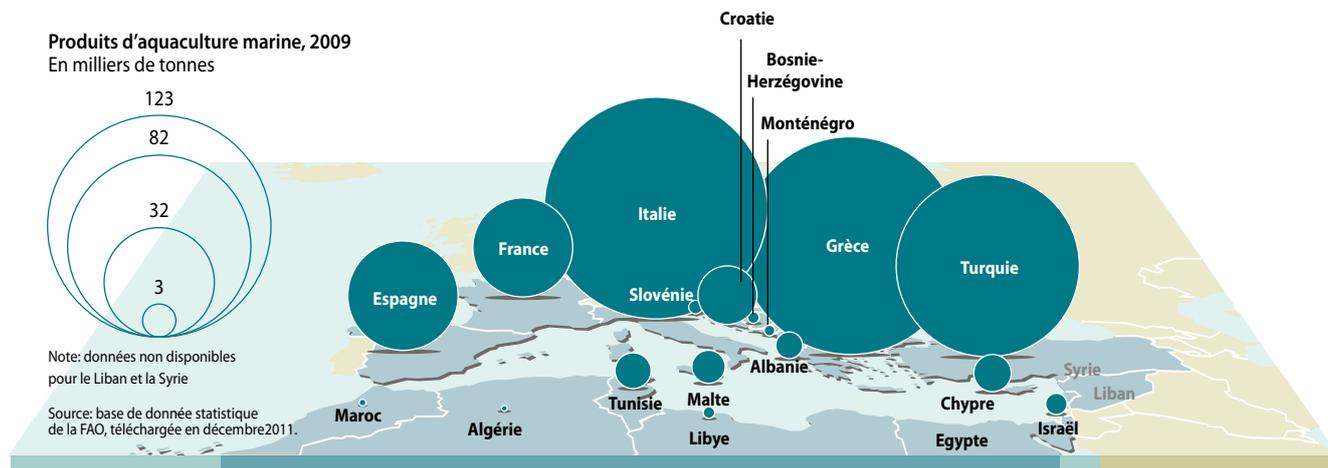 Produits d'aquaculture marine, 2009
En milliers de tonnes
123
82
32
3
Note: données non disponibles
pour le Liban et la Syrie
Source: base de donnée statistique
de la FAO, téléchargée en décembre2011.
Croatie
Bosnie-
Herzégovine
Monténégro
Italie
France
Grèce
Turquie
Espagne
Slovénie
Albanie
Syrie
Liban
Tunisie
Malte
Chypre
Maroc
Algérie
Libye
Egypte
Israël